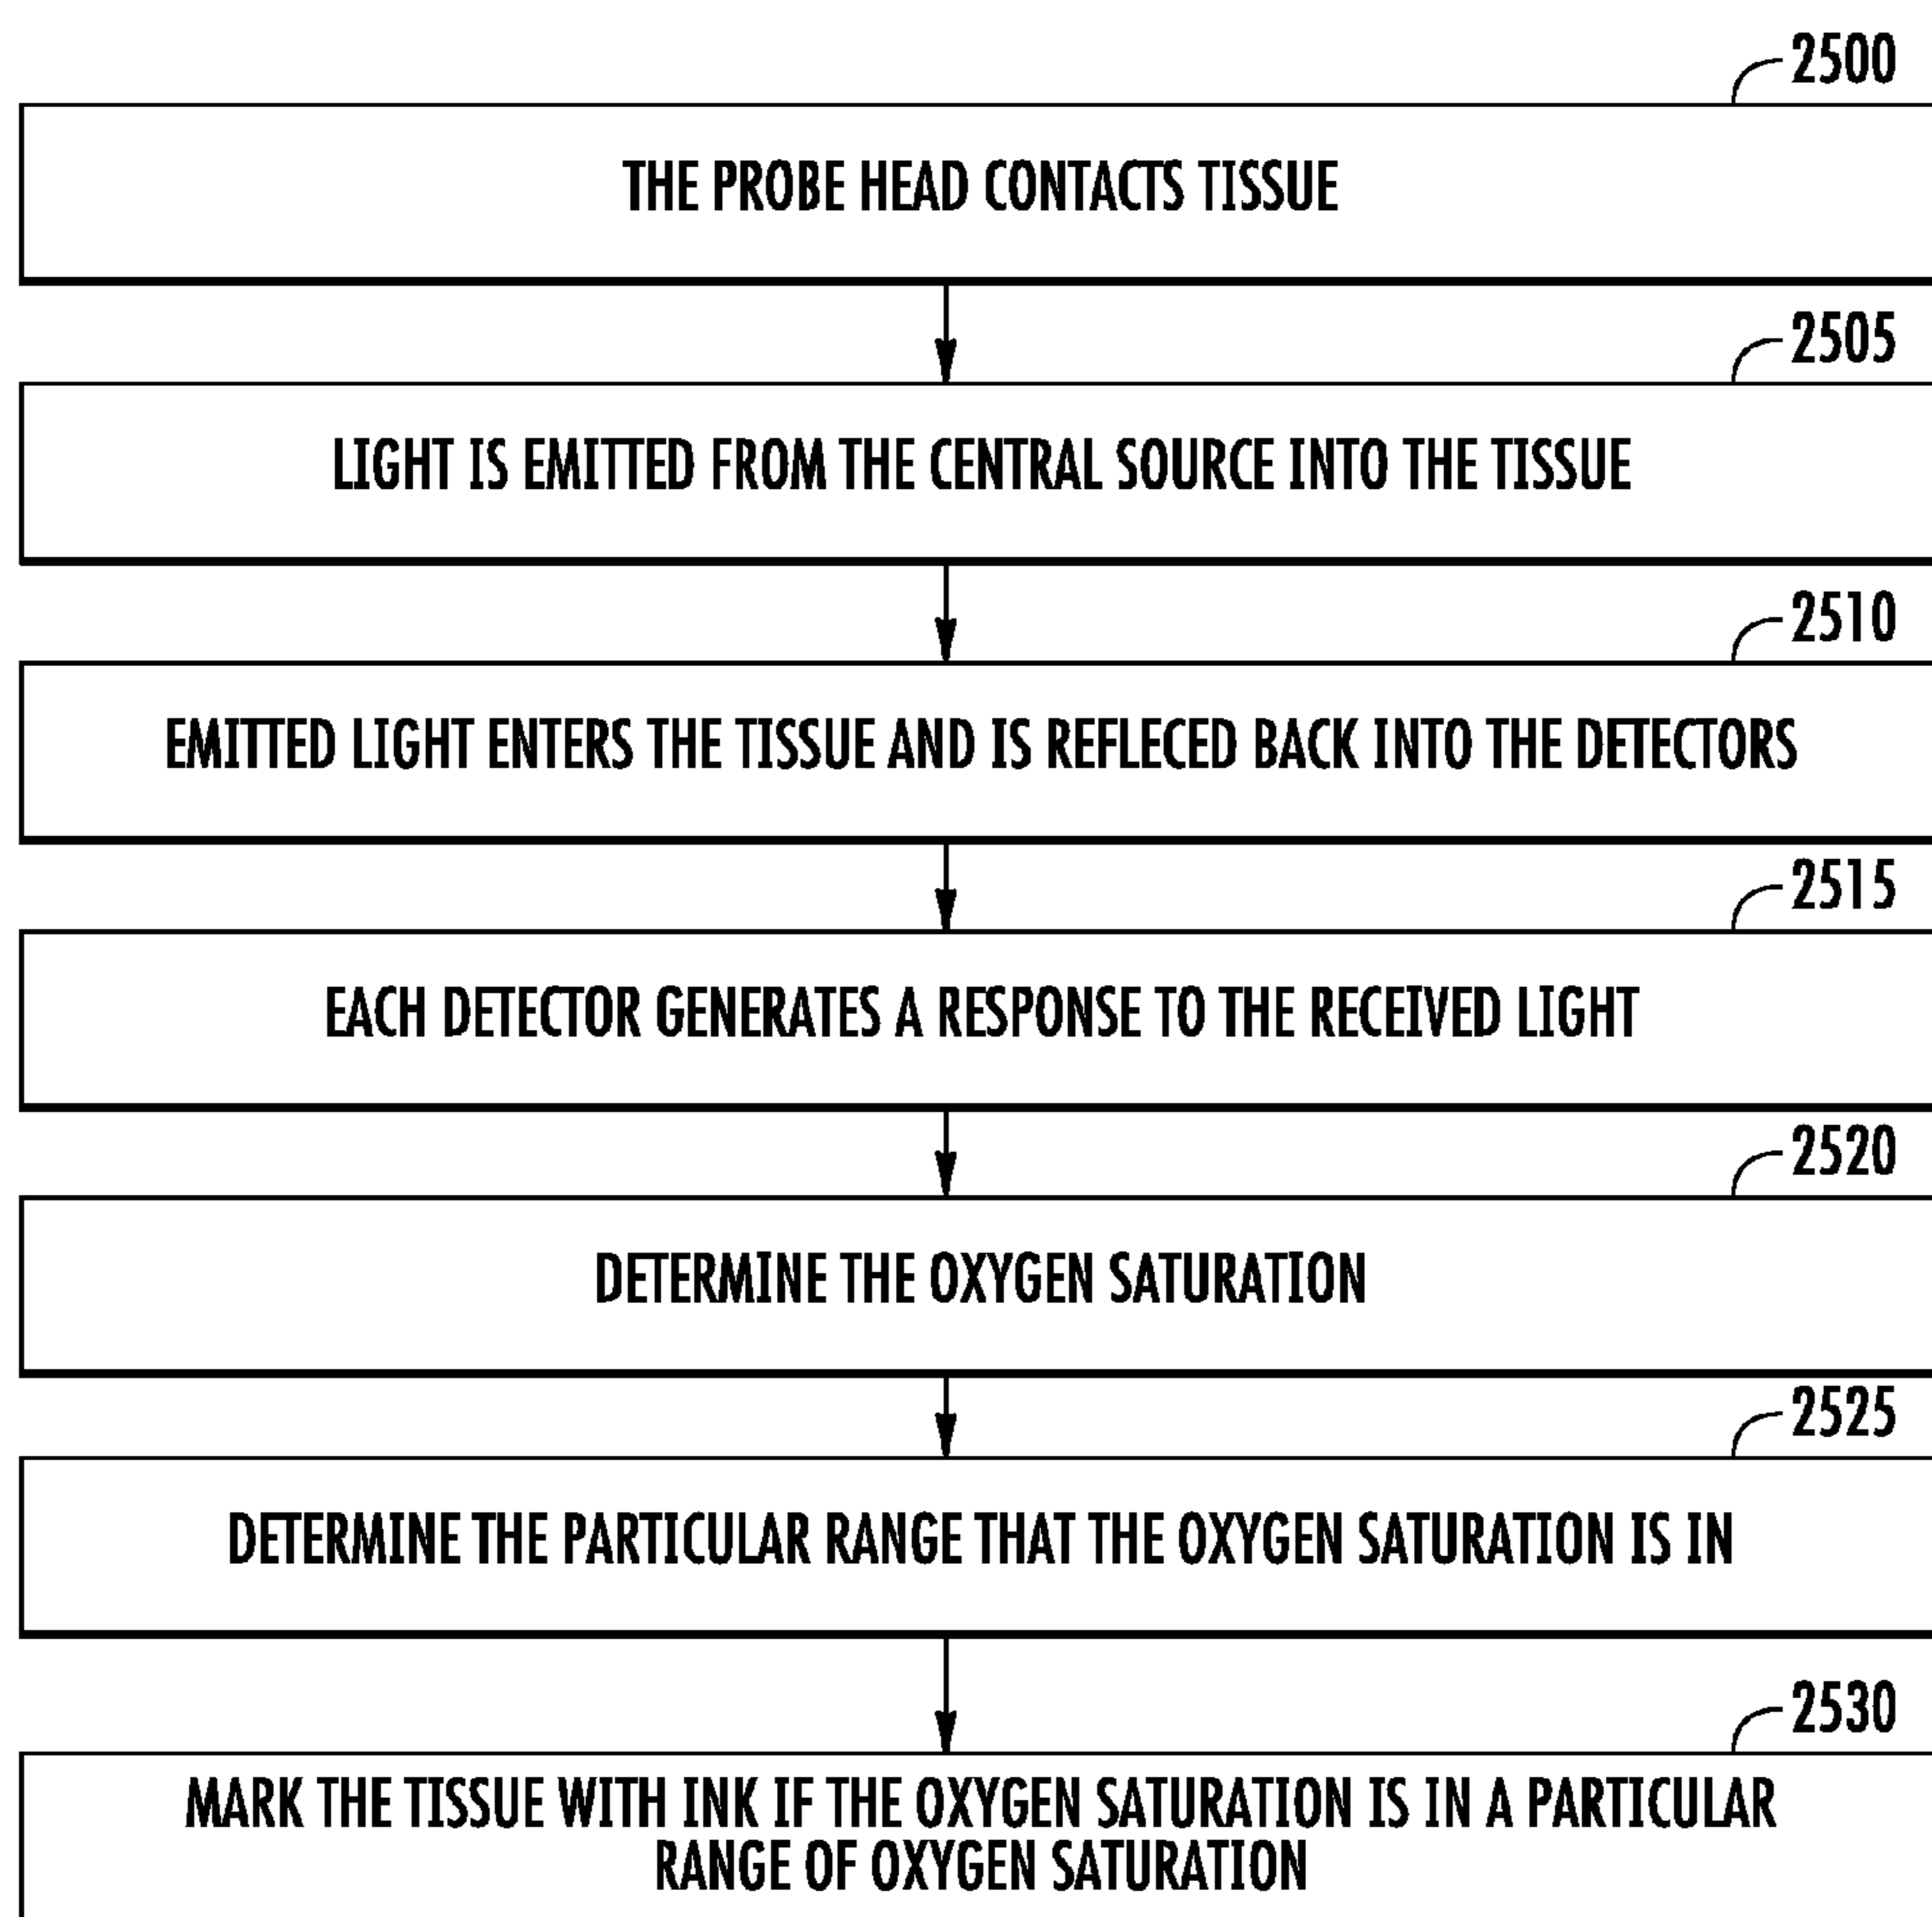 2500
THE PROBE HEAD CONTACTS TISSUE
2505
LIGHT IS EMITTED FROM THE CENTRAL SOURCE INTO THE TISSUE
2510
EMITTED LIGHT ENTERS THE TISSUE AND IS REFLECED BACK INTO THE DETECTORS
2515
EACH DETECTOR GENERATES A RESPONSE TO THE RECEIVED LIGHT
2520
DETERMINE THE OXYGEN SATURATION
2525
DETERMINE THE PARTICULAR RANGE THAT THE OXYGEN SATURATION IS IN
2530
MARK THE TISSUE WITH INK IF THE OXYGEN SATURATION IS IN A PARTICULAR
RANGE OF OXYGEN SATURATION